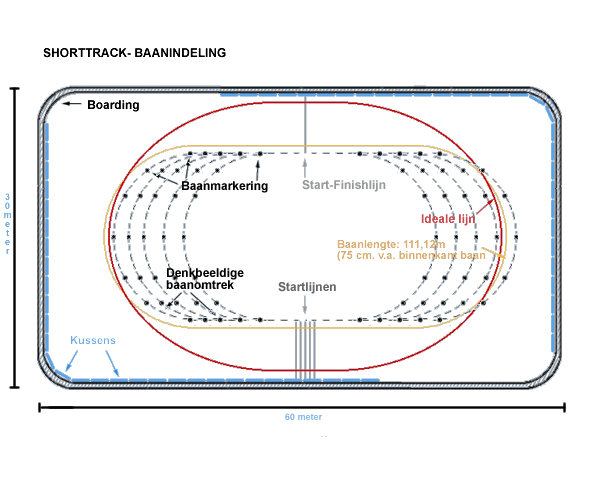 SHORTTRACK- BAANINDELING
Boarding
Baanmarkering
Start-Finishlijn
30 meter
Ideale lijn
Baanlengte: 111,12m
(75 cm. v.a. binnenkant baan
Denkbeeldige
baanomtrek
Startlijnen
Kussens
60 meter